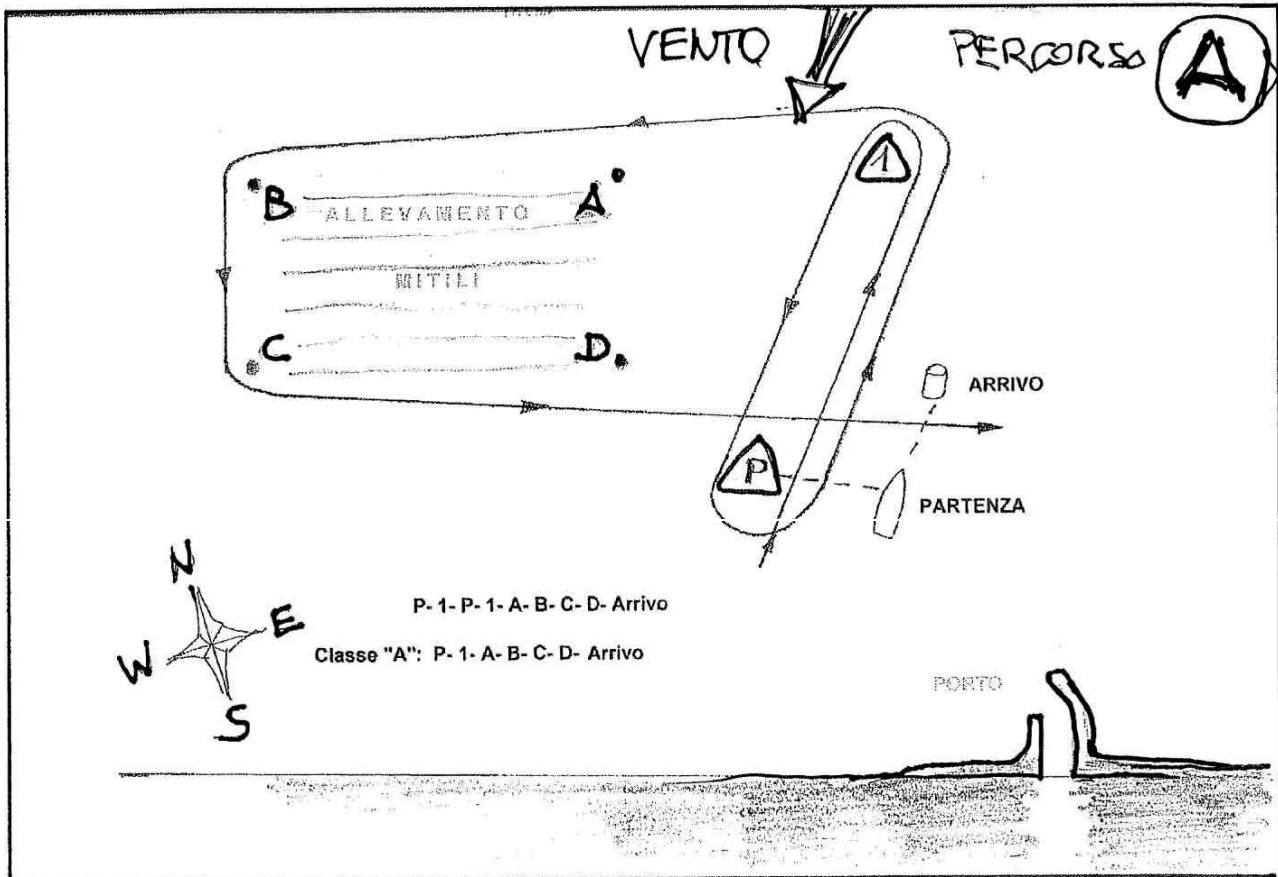 VENTO
PERCORSO A
1
B ALLEVAMENTO A
MITILI
C D
ARRIVO
P
PARTENZA
N
E
W
S
P- 1- P- 1- A- B- C- D- Arrivo
Classe "A": P- 1- A- B- C- D- Arrivo
PORTO